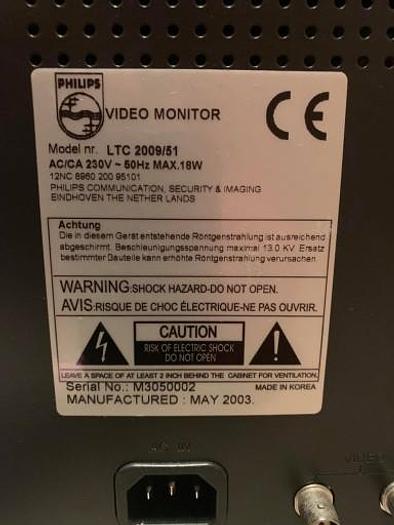 PHILIPS
VIDEO MONITOR
CE
Model nr. LTC 2009/51
AC/CA 230V ~ 50Hz MAX.18W
12NC 8960 200 95101
PHILIPS COMMUNICATION, SECURITY & IMAGING
EINDHOVEN THE NETHER LANDS
Achtung
Die in diesem Gerät entstehende Röntgenstrahlung ist ausreichend
abgeschirmt. Beschleunigungsspannung maximal 13.0 KV. Ersatz
bestimmter Bauteile kann erhöhte Röntgenstrahlung verursachen.
WARNING:SHOCK HAZARD-DO NOT OPEN.
AVIS:RISQUE DE CHOC ÉLECTRIQUE-NE PAS OUVRIR.
CAUTION
RISK OF ELECTRIC SHOCK
DO NOT OPEN
LEAVE A SPACE OF AT LEAST 2 INCH BEHIND THE CABINET FOR VENTILATION.
Serial No.: M3050002
MADE IN KOREA
MANUFACTURED : MAY 2003.
AC IN
VIDEO